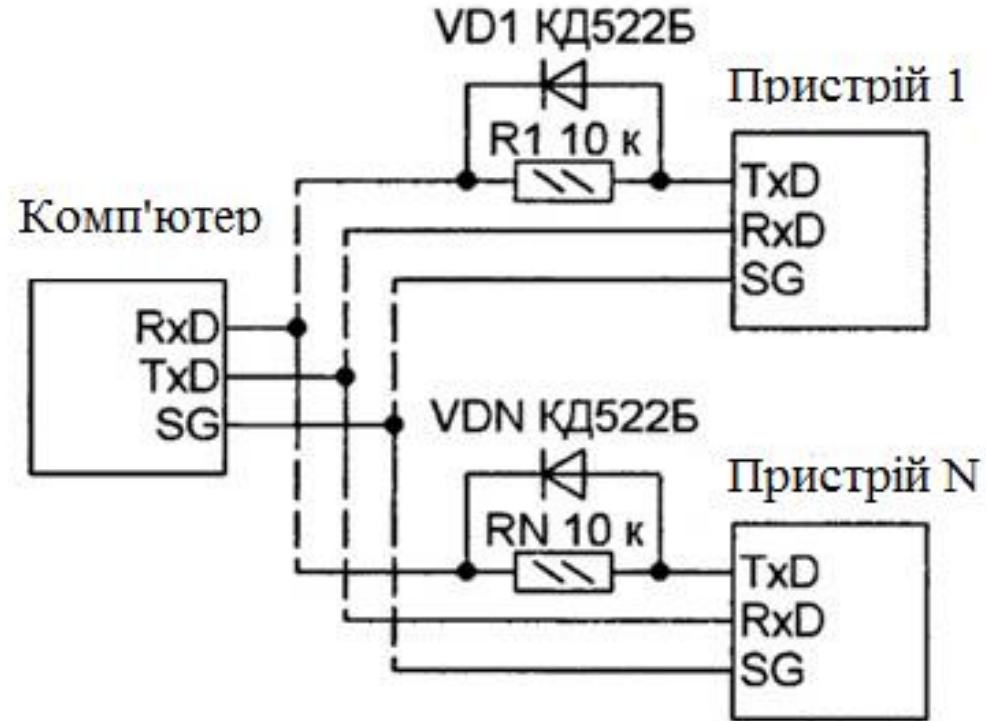 VD1 КД522Б
Пристрій 1
R1 10 к
TxD
RxD
SG
Комп'ютер
RxD
TxD
SG
VDN КД522Б
Пристрій N
RN 10 к
TxD
RxD
SG